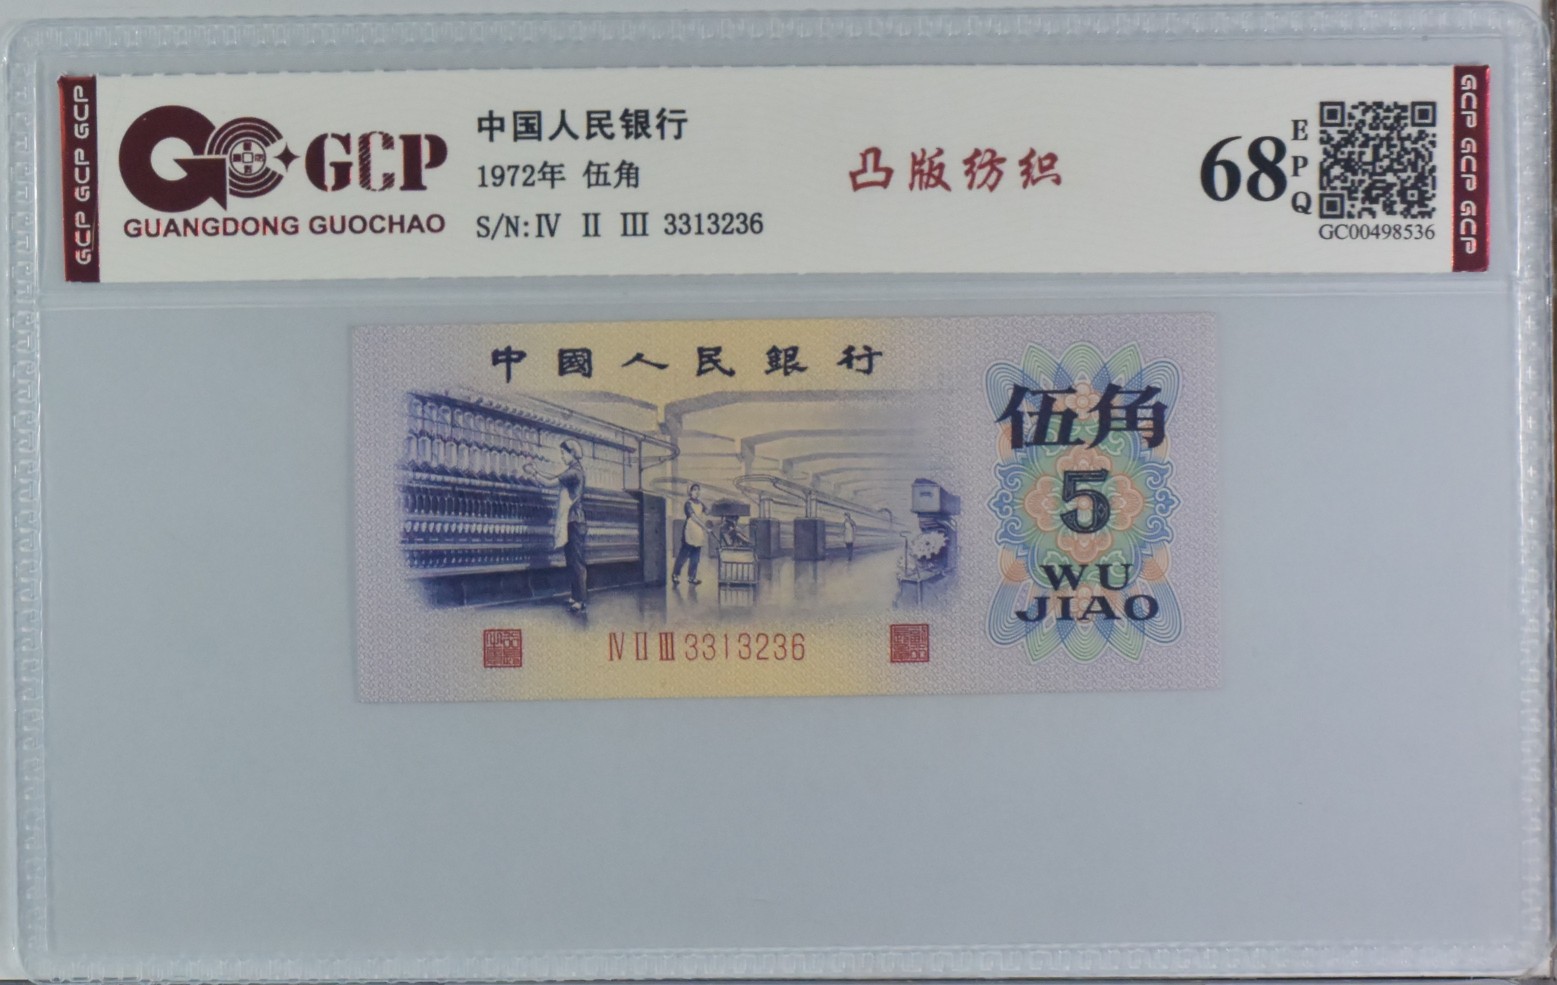 GCP GCP GCP
GCP
GUANGDONG GUOCHAO
中国人民银行
1972年 伍角
S/N:Ⅳ Ⅱ Ⅲ 3313236
凸版纺织
68
EPQ
GC00498536
GCP GCP GCP
中國人民銀行
伍角
5
WU
JIAO
Ⅳ Ⅱ Ⅲ 3313236